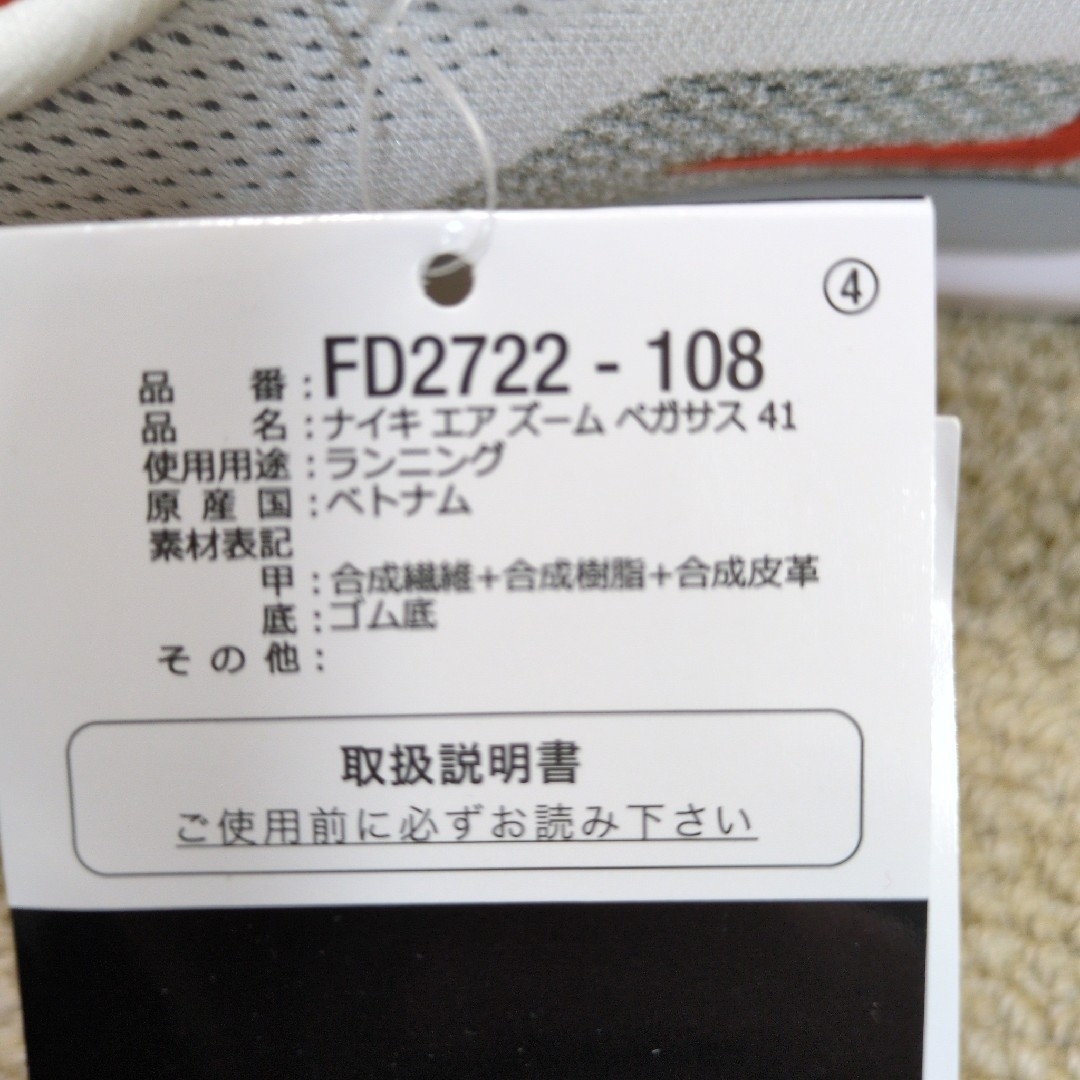 ④
品番:FD2722 - 108
品名:ナイキ エア ズーム ペガサス 41
使用用途:ランニング
原産国:ベトナム
素材表記
甲:合成繊維+合成樹脂+合成皮革
底:ゴム底
その他:
取扱説明書
ご使用前に必ずお読み下さい